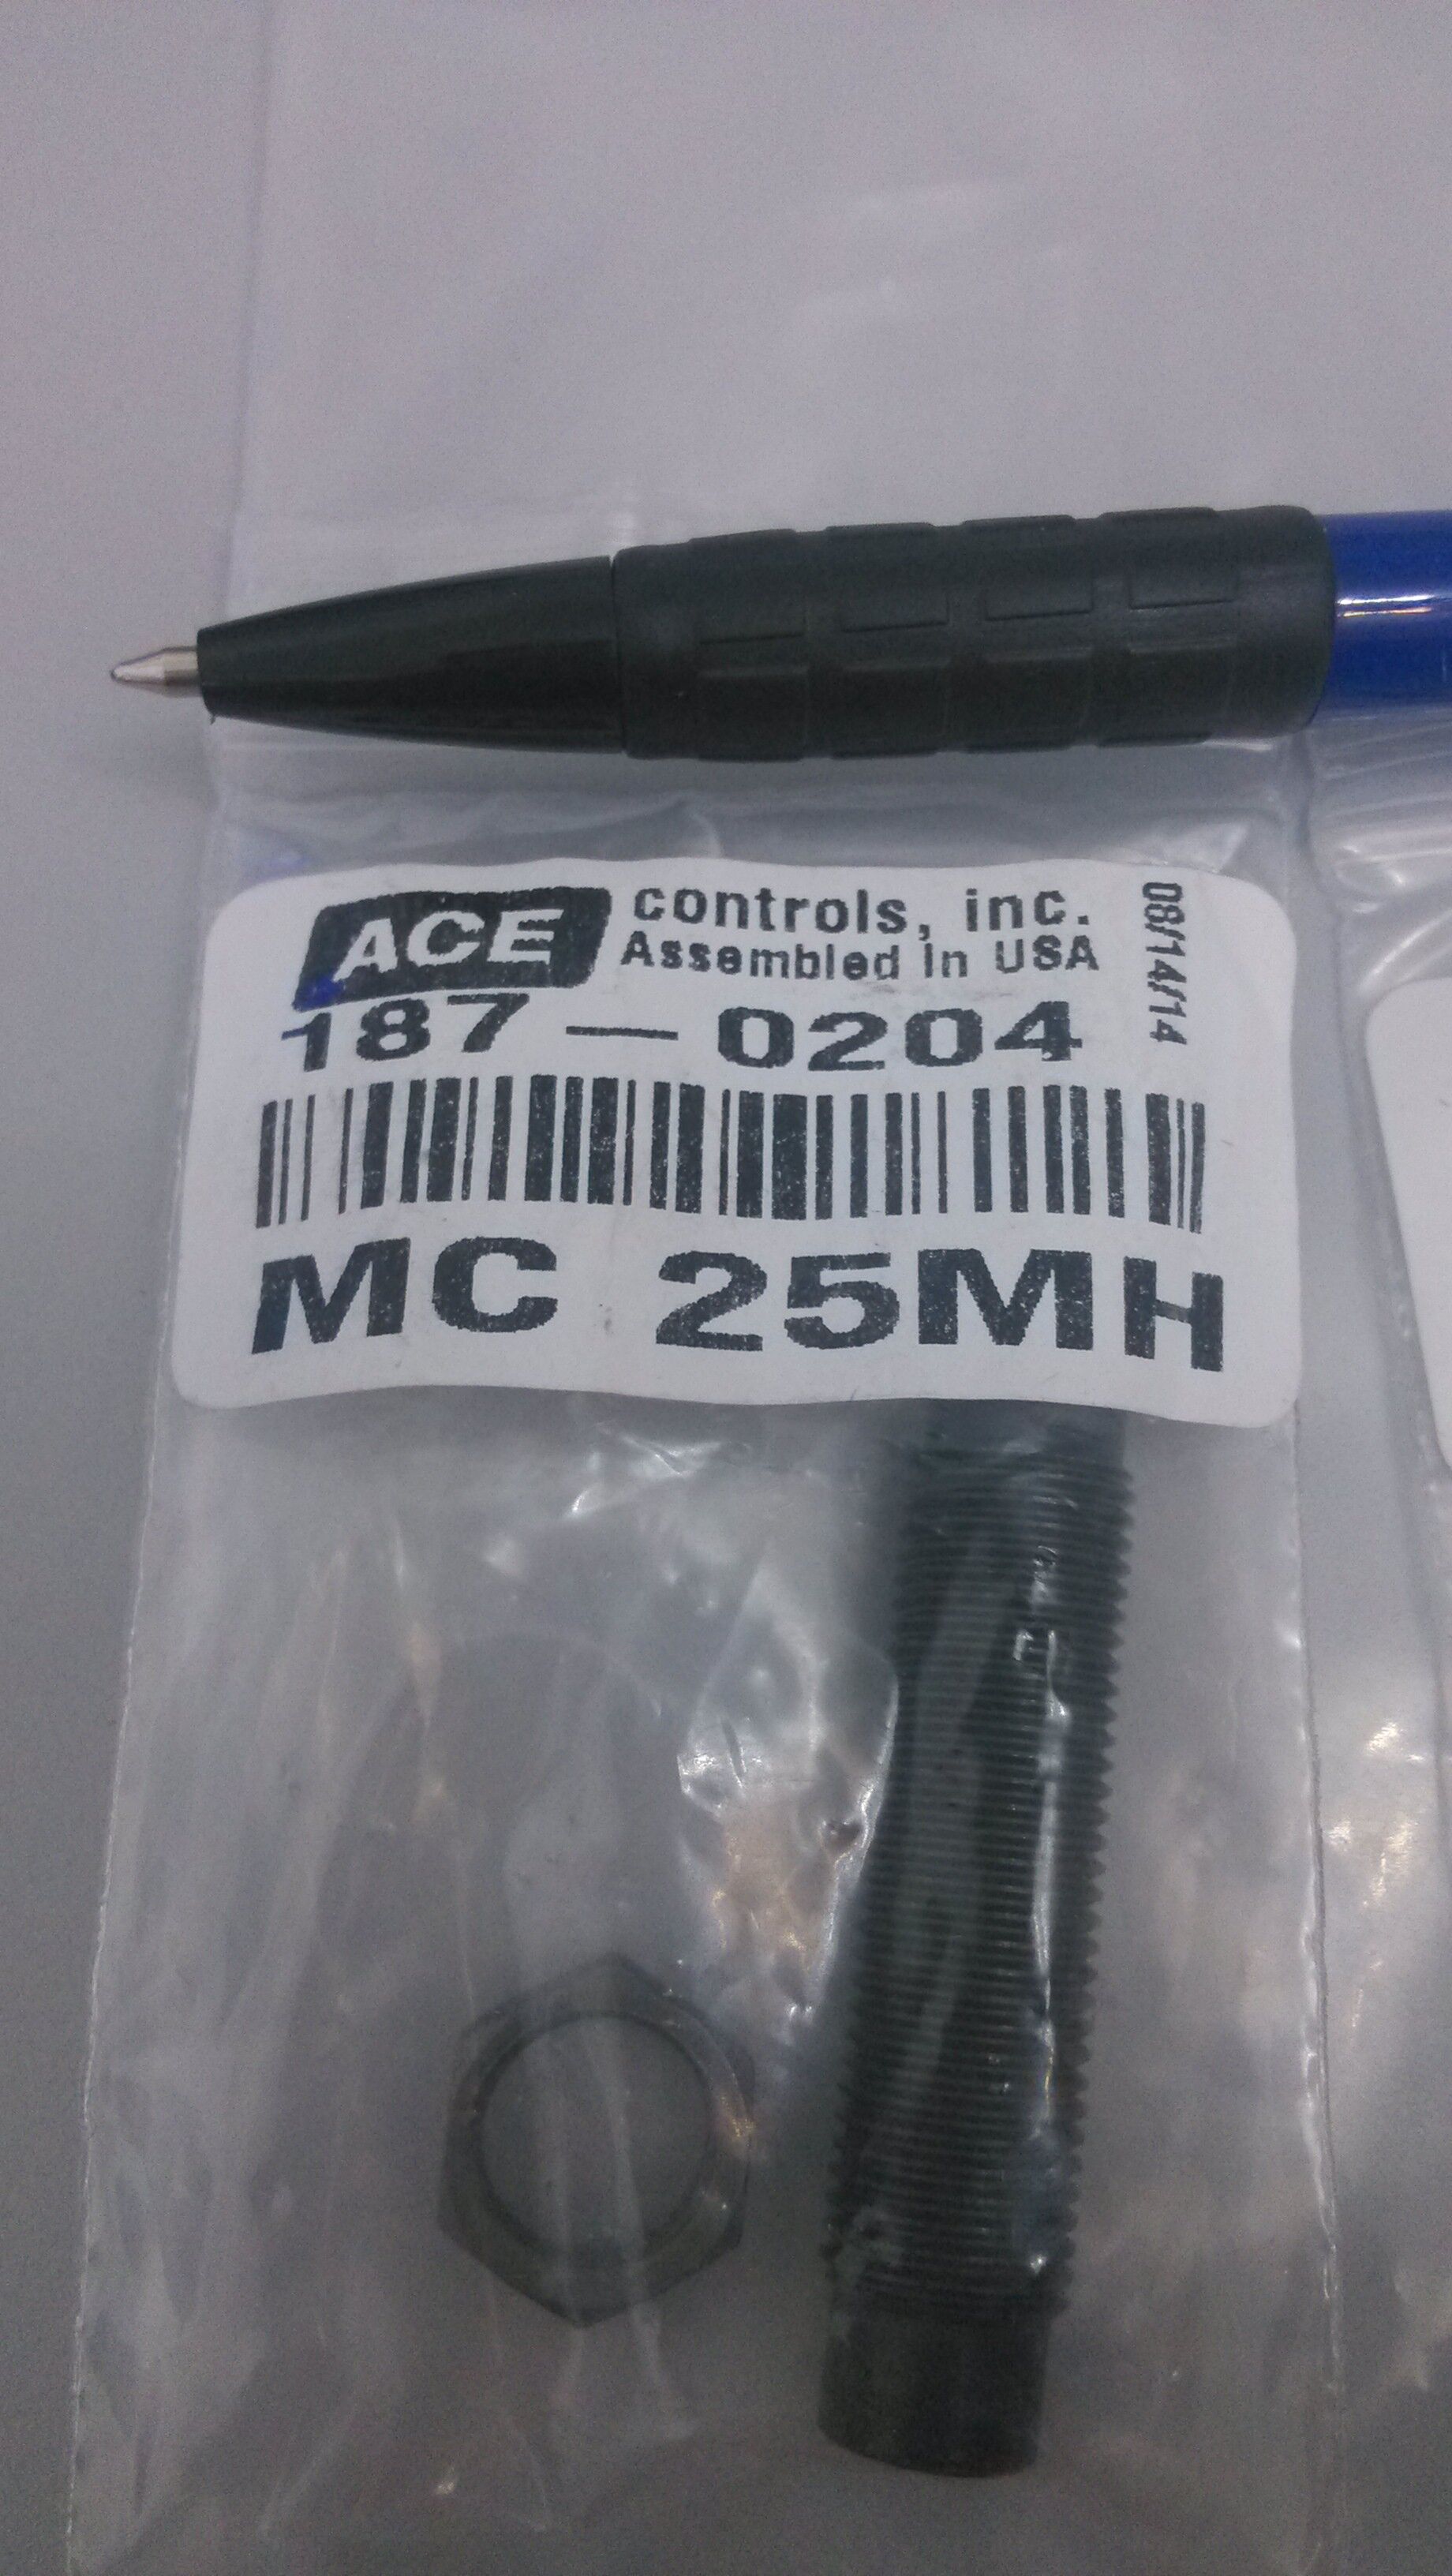 ACE controls, inc.
Assembled in USA
08/14/14
187-0204
MC 25MH